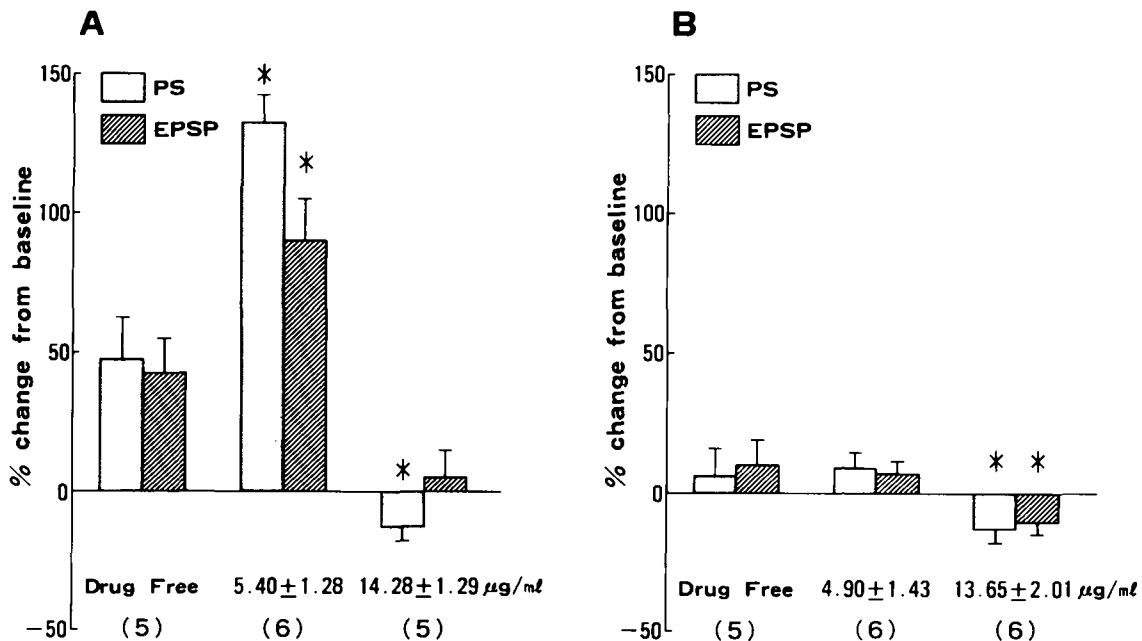 A
% change from baseline
150
100
50
0
−50
PS
EPSP
*
*
*
Drug Free 5.40±1.28 14.28±1.29 μg/ml
(5) (6) (5)
B
% change from baseline
150
100
50
0
−50
PS
EPSP
* *
Drug Free 4.90±1.43 13.65±2.01 μg/ml
(5) (6) (6)